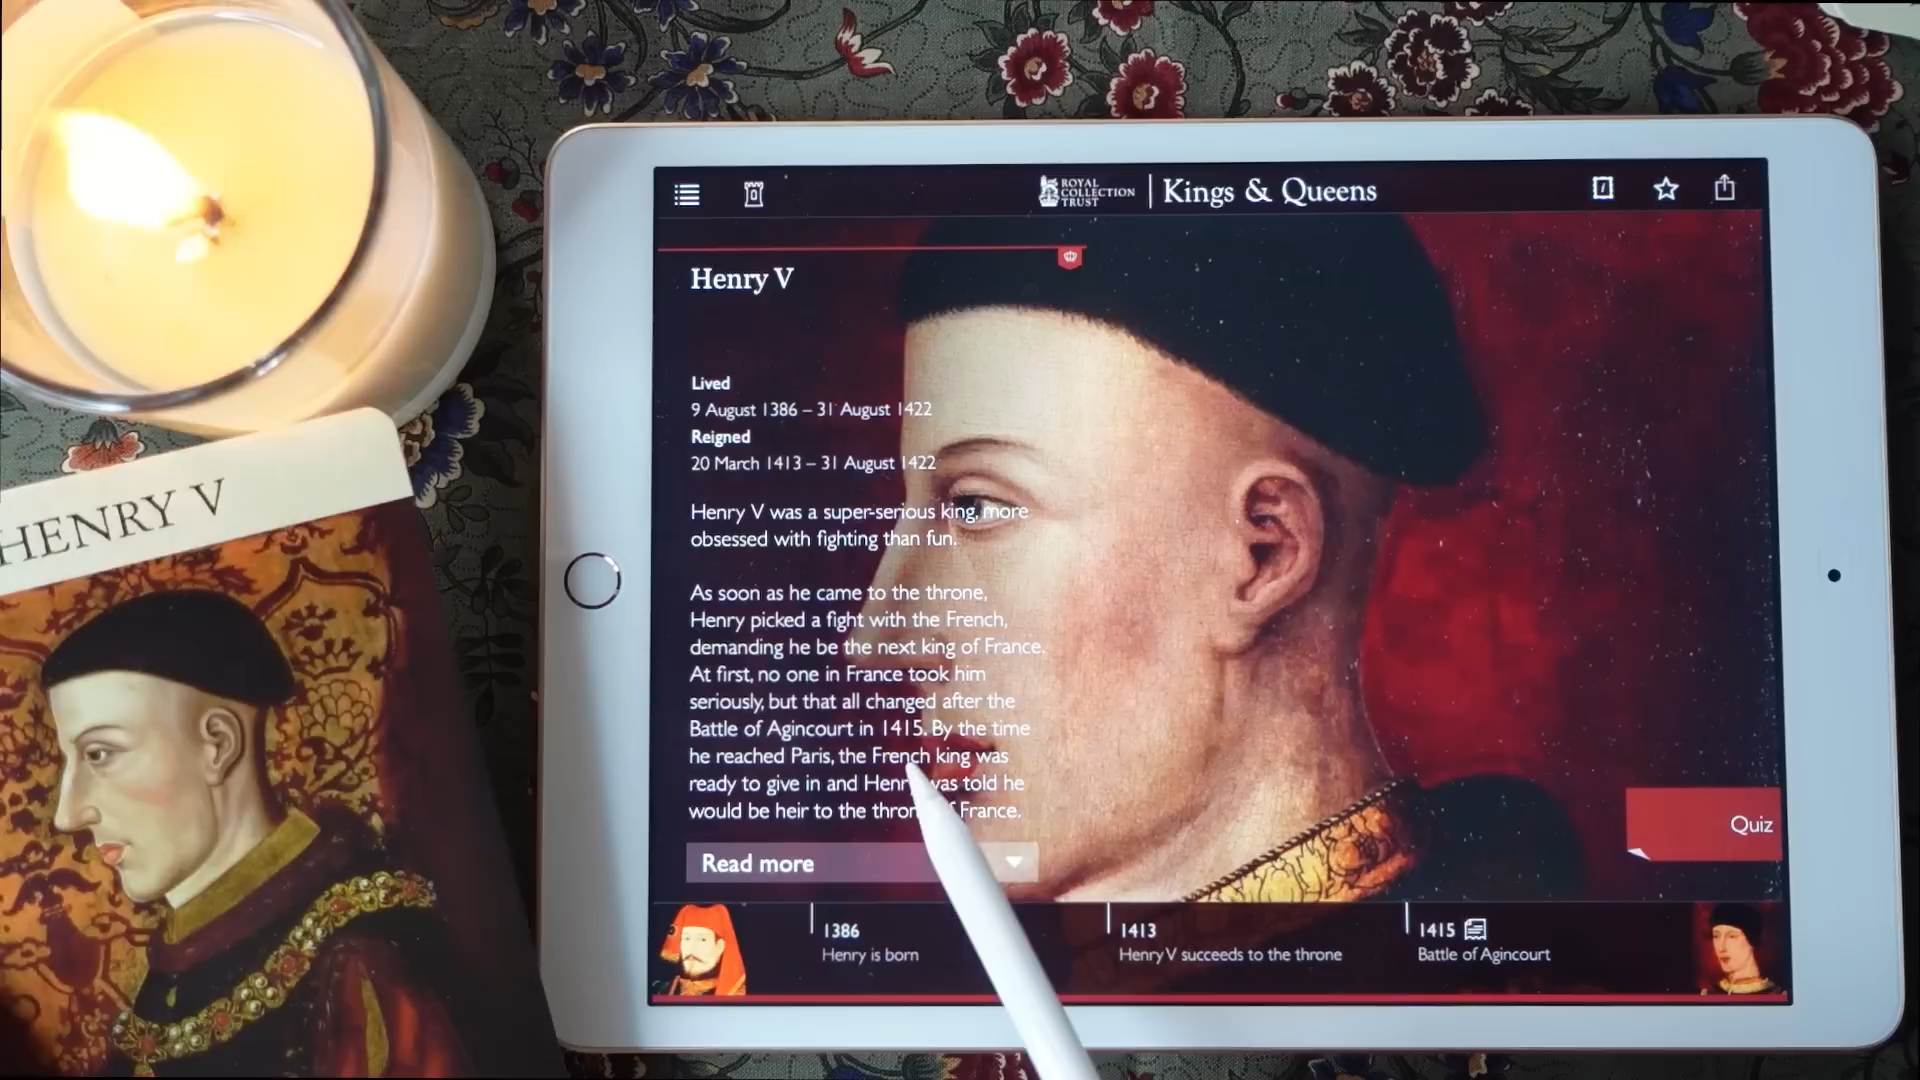 ROYAL
COLLECTION
TRUST
Kings & Queens
Henry V
Lived
9 August 1386 – 31 August 1422
Reigned
20 March 1413 – 31 August 1422
Henry V was a super-serious king, more
obsessed with fighting than fun.
As soon as he came to the throne,
Henry picked a fight with the French,
demanding he be the next king of France.
At first, no one in France took him
seriously, but that all changed after the
Battle of Agincourt in 1415. By the time
he reached Paris, the French king was
ready to give in and Henry was told he
would be heir to the throne of France.
Read more
Quiz
1386
Henry is born
1413
Henry V succeeds to the throne
1415
Battle of Agincourt
HENRY V